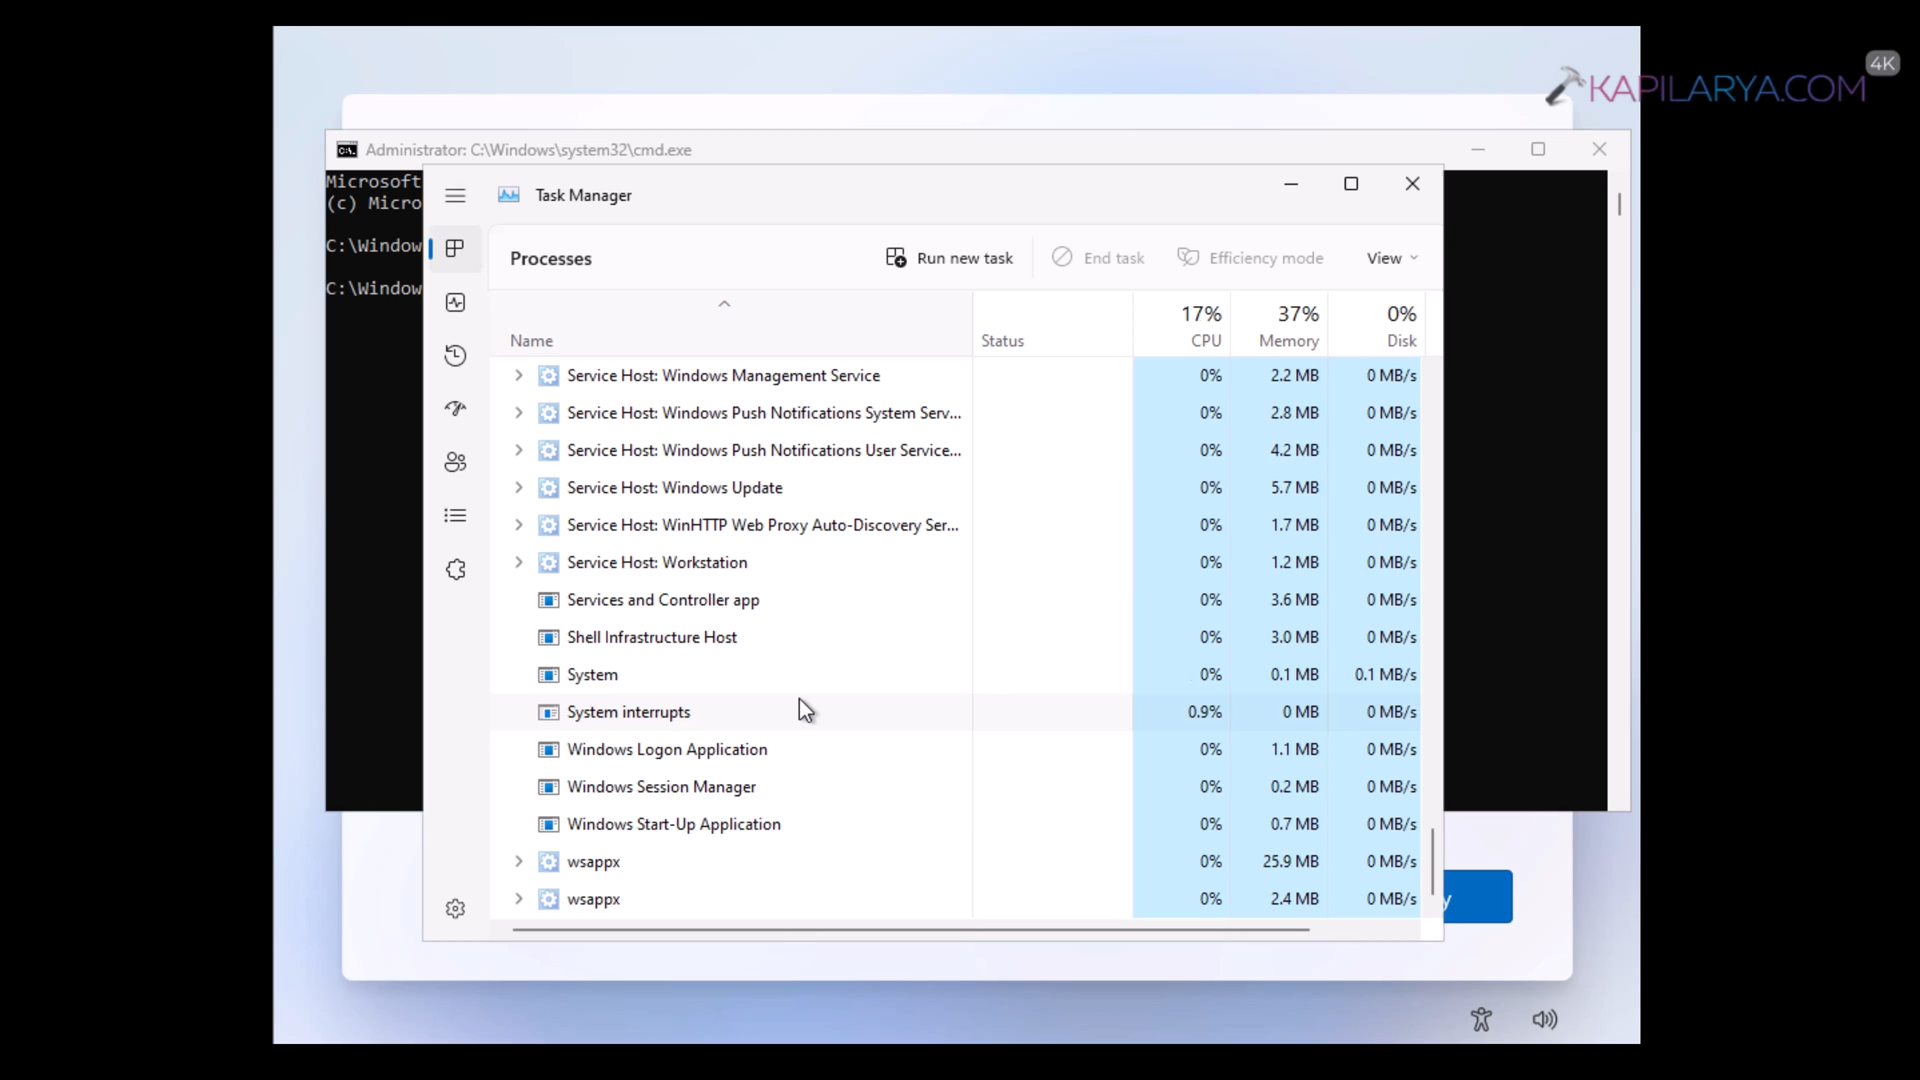 4K
KAPILARYA.COM
Administrator: C:\Windows\system32\cmd.exe
Microsoft
(c) Micro
C:\Window
C:\Window
Task Manager
Processes
Run new task
End task
Efficiency mode
View
17%
37%
0%
Name
Status
CPU
Memory
Disk
Service Host: Windows Management Service 0% 2.2 MB 0 MB/s
Service Host: Windows Push Notifications System Serv... 0% 2.8 MB 0 MB/s
Service Host: Windows Push Notifications User Service... 0% 4.2 MB 0 MB/s
Service Host: Windows Update 0% 5.7 MB 0 MB/s
Service Host: WinHTTP Web Proxy Auto-Discovery Ser... 0% 1.7 MB 0 MB/s
Service Host: Workstation 0% 1.2 MB 0 MB/s
Services and Controller app 0% 3.6 MB 0 MB/s
Shell Infrastructure Host 0% 3.0 MB 0 MB/s
System 0% 0.1 MB 0.1 MB/s
System interrupts 0.9% 0 MB 0 MB/s
Windows Logon Application 0% 1.1 MB 0 MB/s
Windows Session Manager 0% 0.2 MB 0 MB/s
Windows Start-Up Application 0% 0.7 MB 0 MB/s
wsappx 0% 25.9 MB 0 MB/s
wsappx 0% 2.4 MB 0 MB/s
y